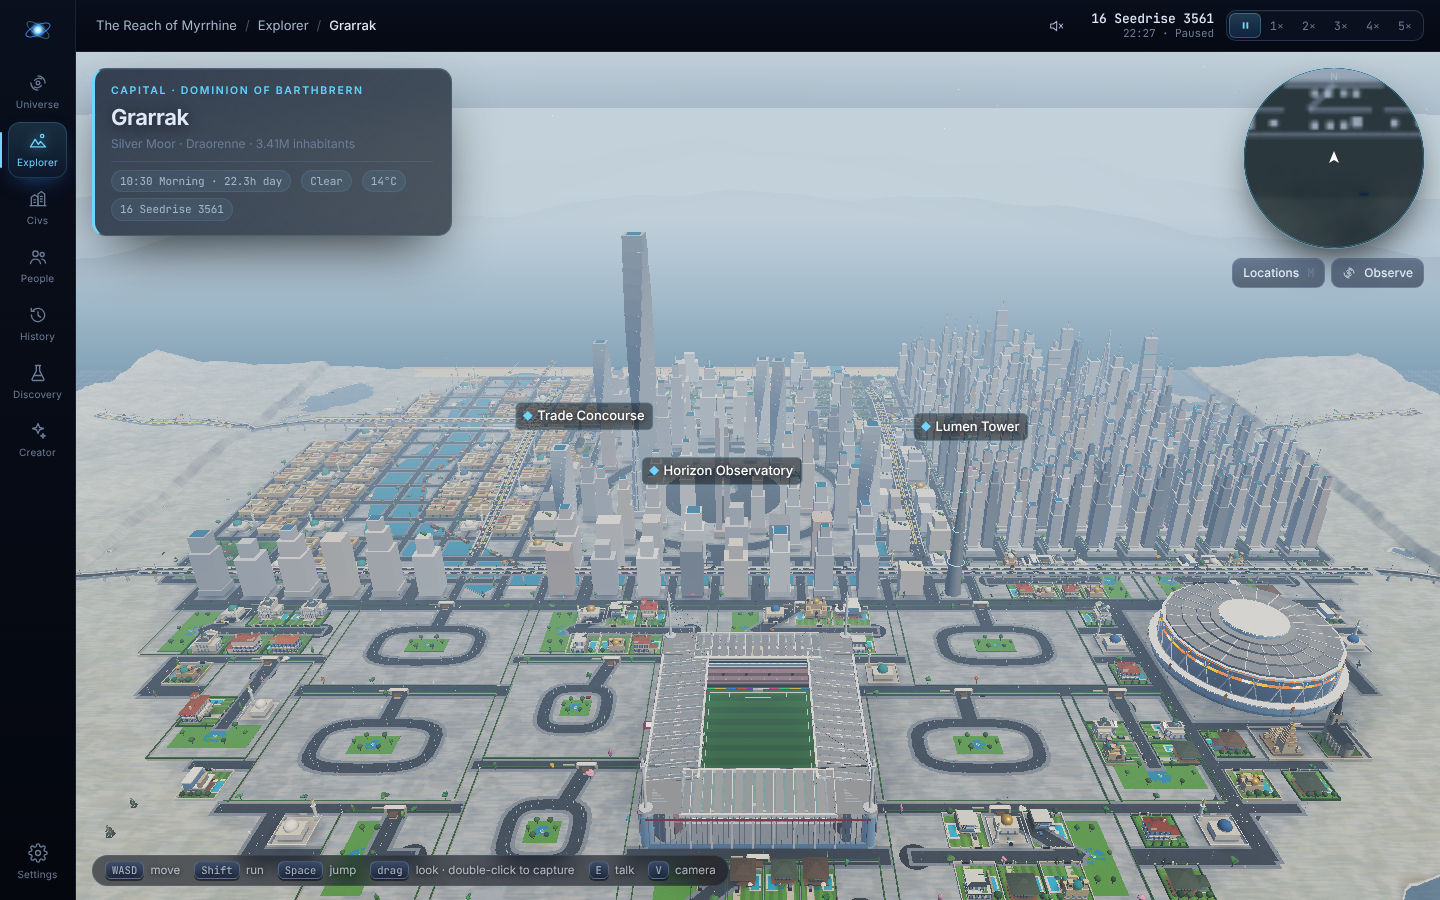 The Reach of Myrrhine / Explorer / Grarrak
16 Seedrise 3561
22:27 · Paused
1× 2× 3× 4× 5×
Universe
Explorer
Civs
People
History
Discovery
Creator
Settings
CAPITAL · DOMINION OF BARTHBRERN
Grarrak
Silver Moor · Draorenne · 3.41M inhabitants
10:30 Morning · 22.3h day
Clear
14°C
16 Seedrise 3561
N
Locations M
Observe
Trade Concourse
Lumen Tower
Horizon Observatory
WASD move Shift run Space jump drag look · double-click to capture E talk V camera